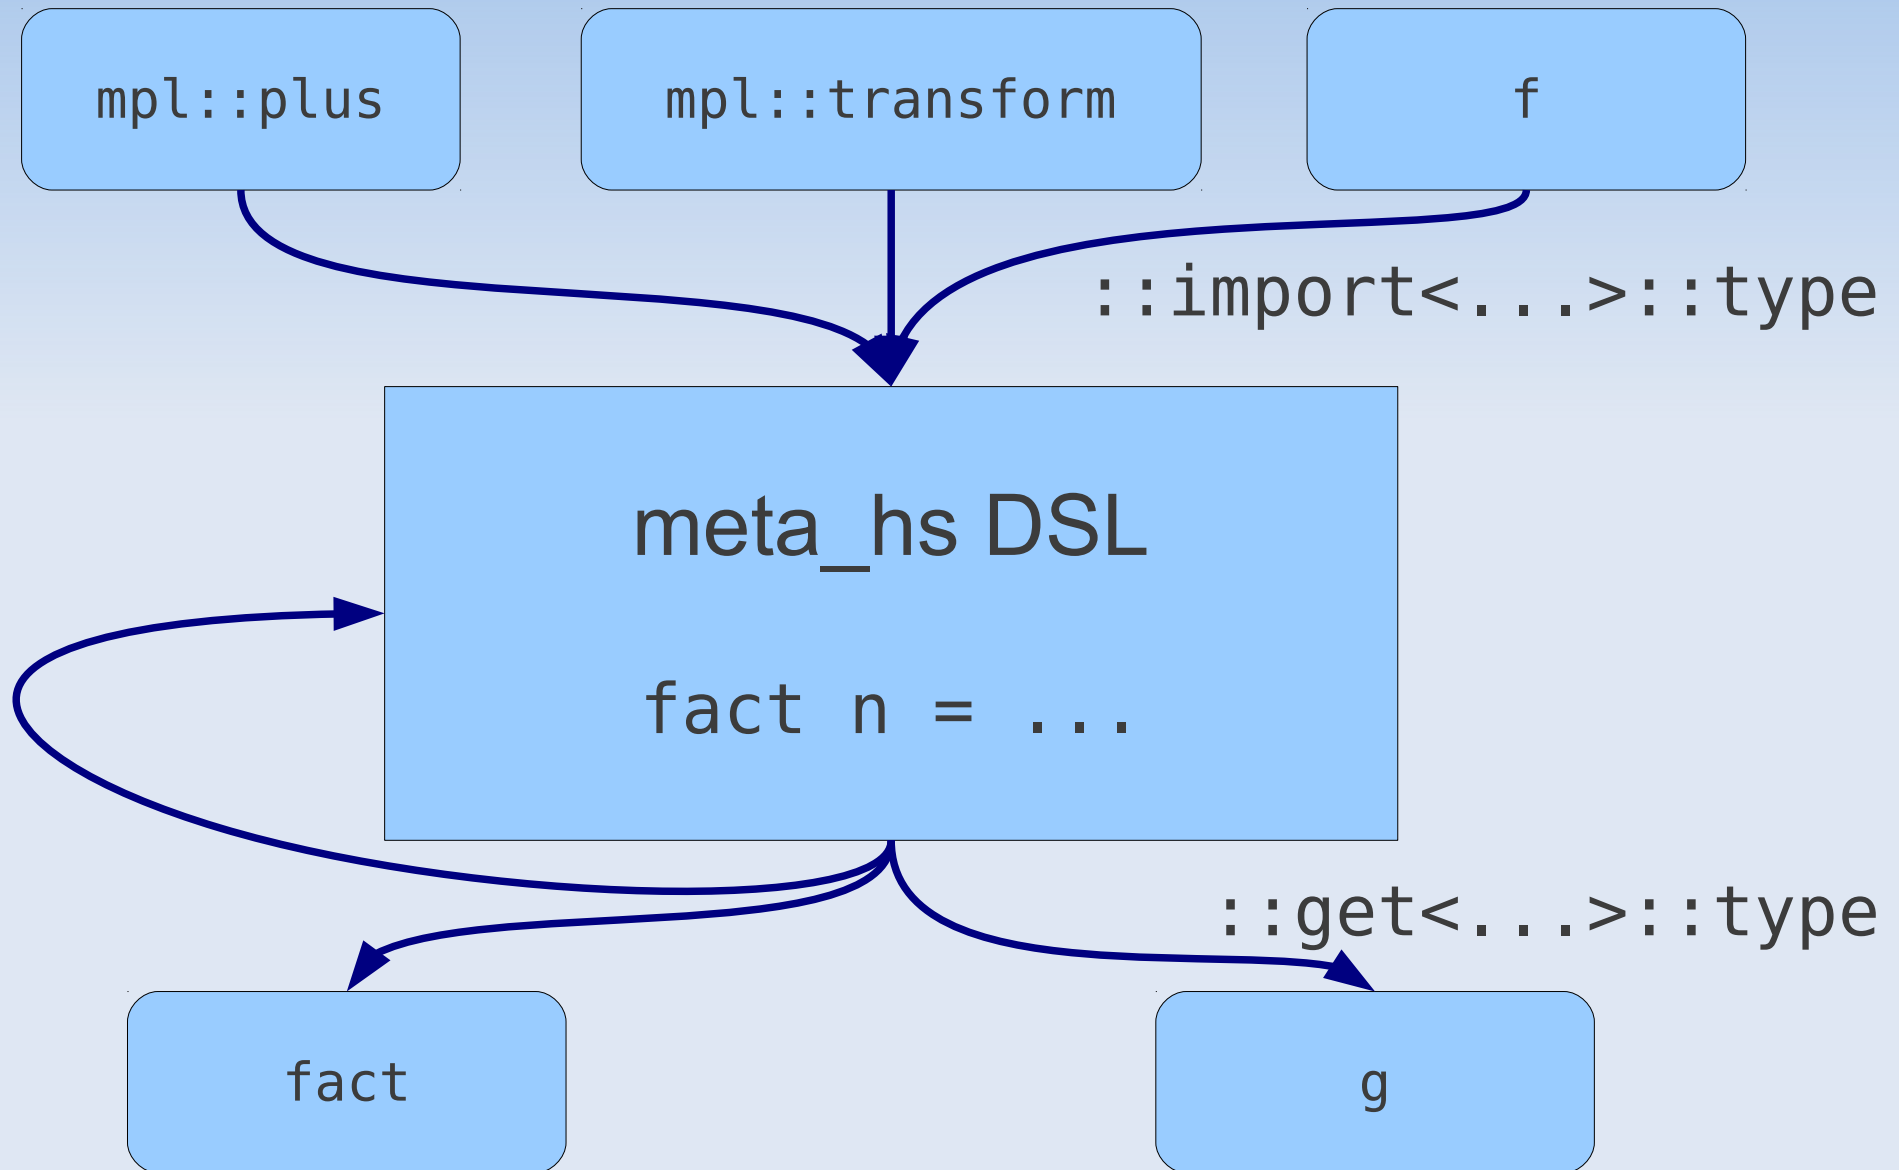 mpl::plus
mpl::transform
f
::import<...>::type
meta_hs DSL
fact n = ...
::get<...>::type
fact
g